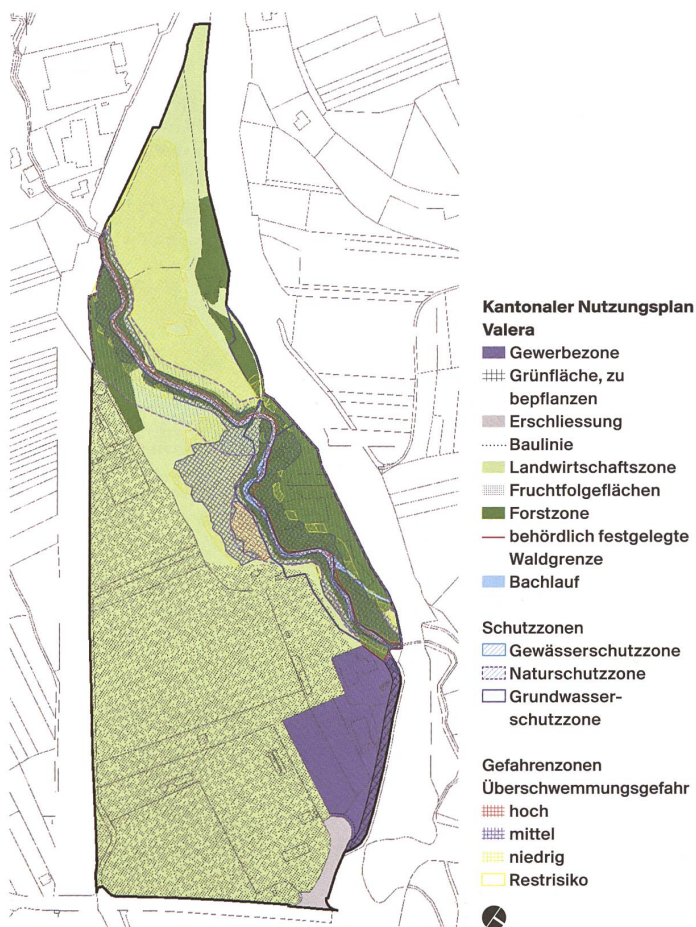 Kantonaler Nutzungsplan
Valera
Gewerbezone
Grünfläche, zu
bepflanzen
Erschliessung
Baulinie
Landwirtschaftszone
Fruchtfolgeflächen
Forstzone
behördlich festgelegte
Waldgrenze
Bachlauf
Schutzzonen
Gewässerschutzzone
Naturschutzzone
Grundwasser-
schutzzone
Gefahrenzonen
Überschwemmungsgefahr
hoch
mittel
niedrig
Restrisiko